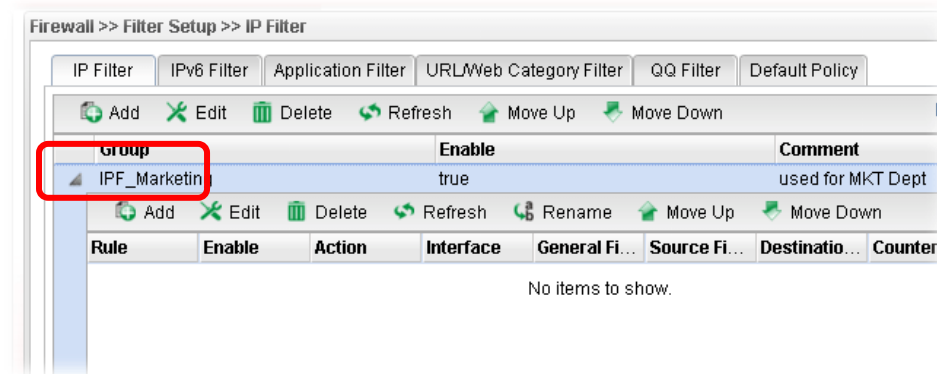 Firewall >> Filter Setup >> IP Filter
IP Filter IPv6 Filter Application Filter URL/Web Category Filter QQ Filter Default Policy
Add Edit Delete Refresh Move Up Move Down
Group Enable Comment
IPF_Marketing true used for MKT Dept
Add Edit Delete Refresh Rename Move Up Move Down
Rule Enable Action Interface General Fi... Source Fi... Destinatio... Counter
No items to show.